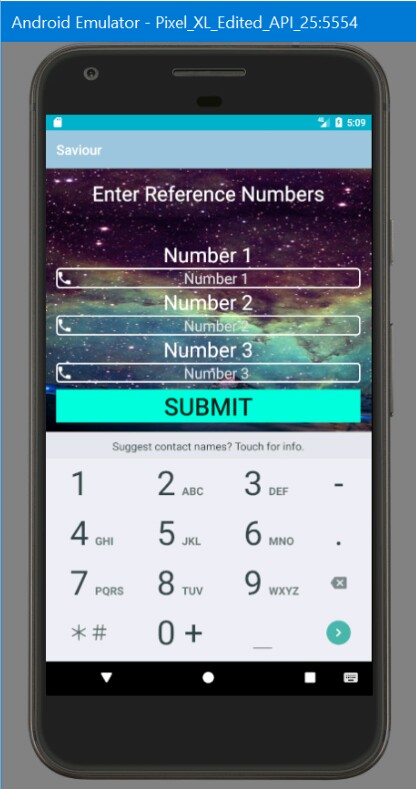 Android Emulator - Pixel_XL_Edited_API_25:5554
5:09
Saviour
Enter Reference Numbers
Number 1
Number 1
Number 2
Number 2
Number 3
Number 3
SUBMIT
Suggest contact names? Touch for info.
1 2 ABC 3 DEF -
4 GHI 5 JKL 6 MNO .
7 PQRS 8 TUV 9 WXYZ
*# 0 + _